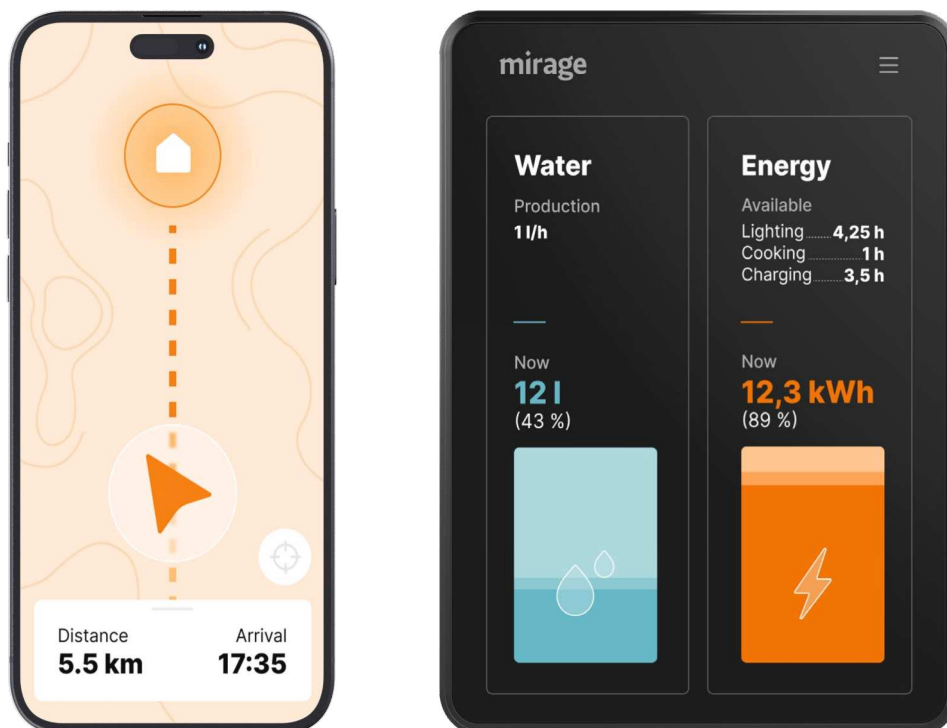 Distance
5.5 km
Arrival
17:35
mirage
Water
Production
1 l/h
Now
12 l
(43 %)
Energy
Available
Lighting ........ 4,25 h
Cooking ................ 1 h
Charging ......... 3,5 h
Now
12,3 kWh
(89 %)